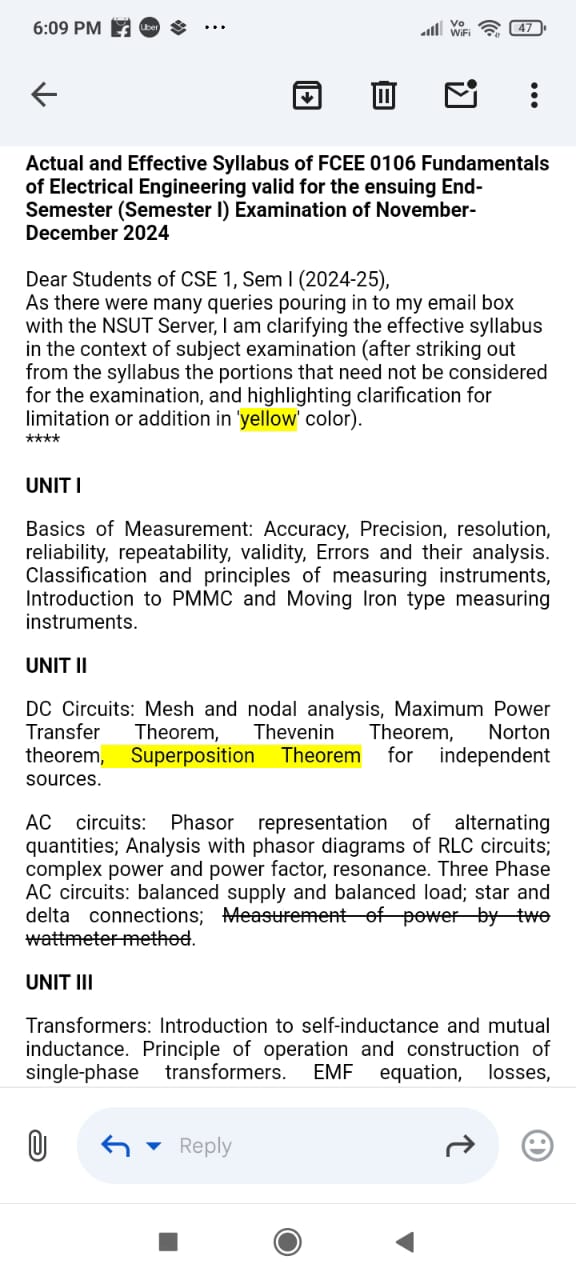 6:09 PM Uber ... Vo WiFi 47
Actual and Effective Syllabus of FCEE 0106 Fundamentals
of Electrical Engineering valid for the ensuing End-
Semester (Semester I) Examination of November-
December 2024
Dear Students of CSE 1, Sem I (2024-25),
As there were many queries pouring in to my email box
with the NSUT Server, I am clarifying the effective syllabus
in the context of subject examination (after striking out
from the syllabus the portions that need not be considered
for the examination, and highlighting clarification for
limitation or addition in 'yellow' color).
****
UNIT I
Basics of Measurement: Accuracy, Precision, resolution,
reliability, repeatability, validity, Errors and their analysis.
Classification and principles of measuring instruments,
Introduction to PMMC and Moving Iron type measuring
instruments.
UNIT II
DC Circuits: Mesh and nodal analysis, Maximum Power
Transfer Theorem, Thevenin Theorem, Norton
theorem, Superposition Theorem for independent
sources.
AC circuits: Phasor representation of alternating
quantities; Analysis with phasor diagrams of RLC circuits;
complex power and power factor, resonance. Three Phase
AC circuits: balanced supply and balanced load; star and
delta connections; Measurement of power by two
wattmeter method.
UNIT III
Transformers: Introduction to self-inductance and mutual
inductance. Principle of operation and construction of
single-phase transformers. EMF equation, losses,
Reply